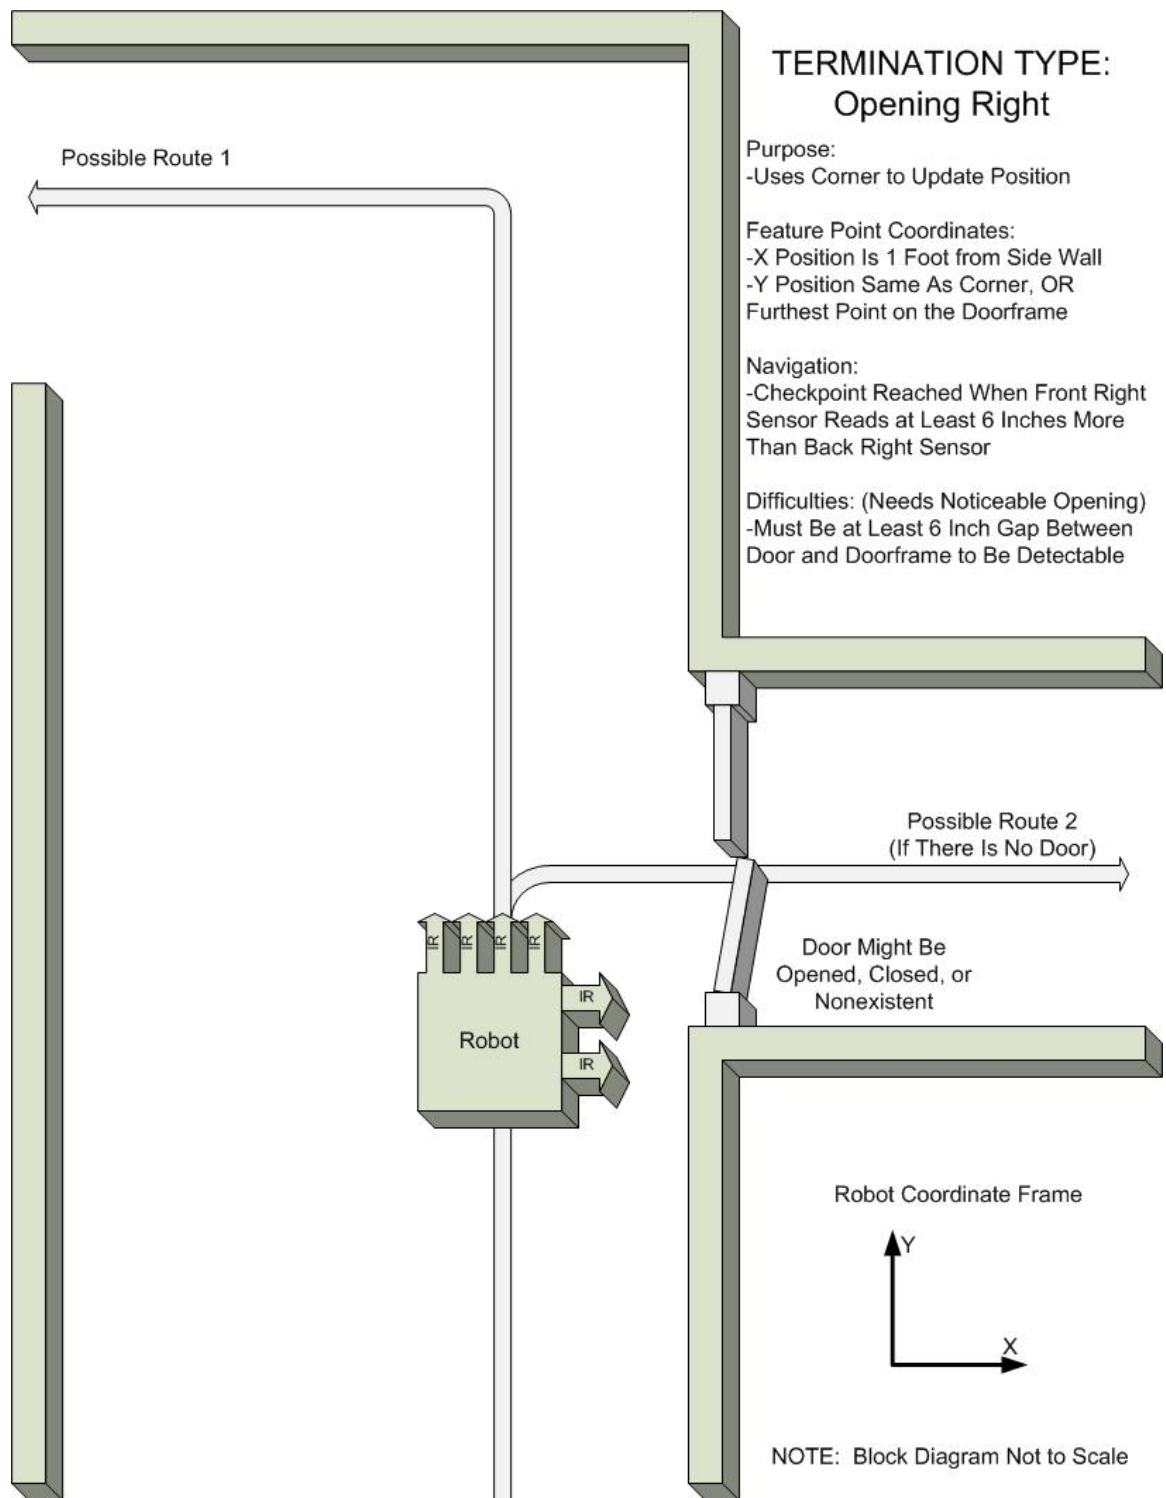 TERMINATION TYPE:
Opening Right
Purpose:
-Uses Corner to Update Position
Feature Point Coordinates:
-X Position Is 1 Foot from Side Wall
-Y Position Same As Corner, OR
Furthest Point on the Doorframe
Navigation:
-Checkpoint Reached When Front Right
Sensor Reads at Least 6 Inches More
Than Back Right Sensor
Difficulties: (Needs Noticeable Opening)
-Must Be at Least 6 Inch Gap Between
Door and Doorframe to Be Detectable
Possible Route 1
Possible Route 2
(If There Is No Door)
IR
IR
IR
IR
IR
IR
Robot
Door Might Be
Opened, Closed, or
Nonexistent
Robot Coordinate Frame
Y
X
NOTE:  Block Diagram Not to Scale